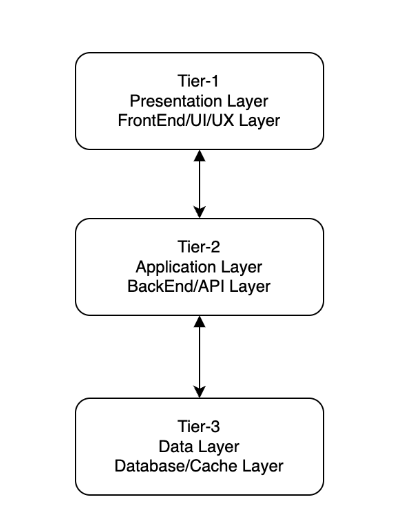 Tier-1
Presentation Layer
FrontEnd/UI/UX Layer
Tier-2
Application Layer
BackEnd/API Layer
Tier-3
Data Layer
Database/Cache Layer